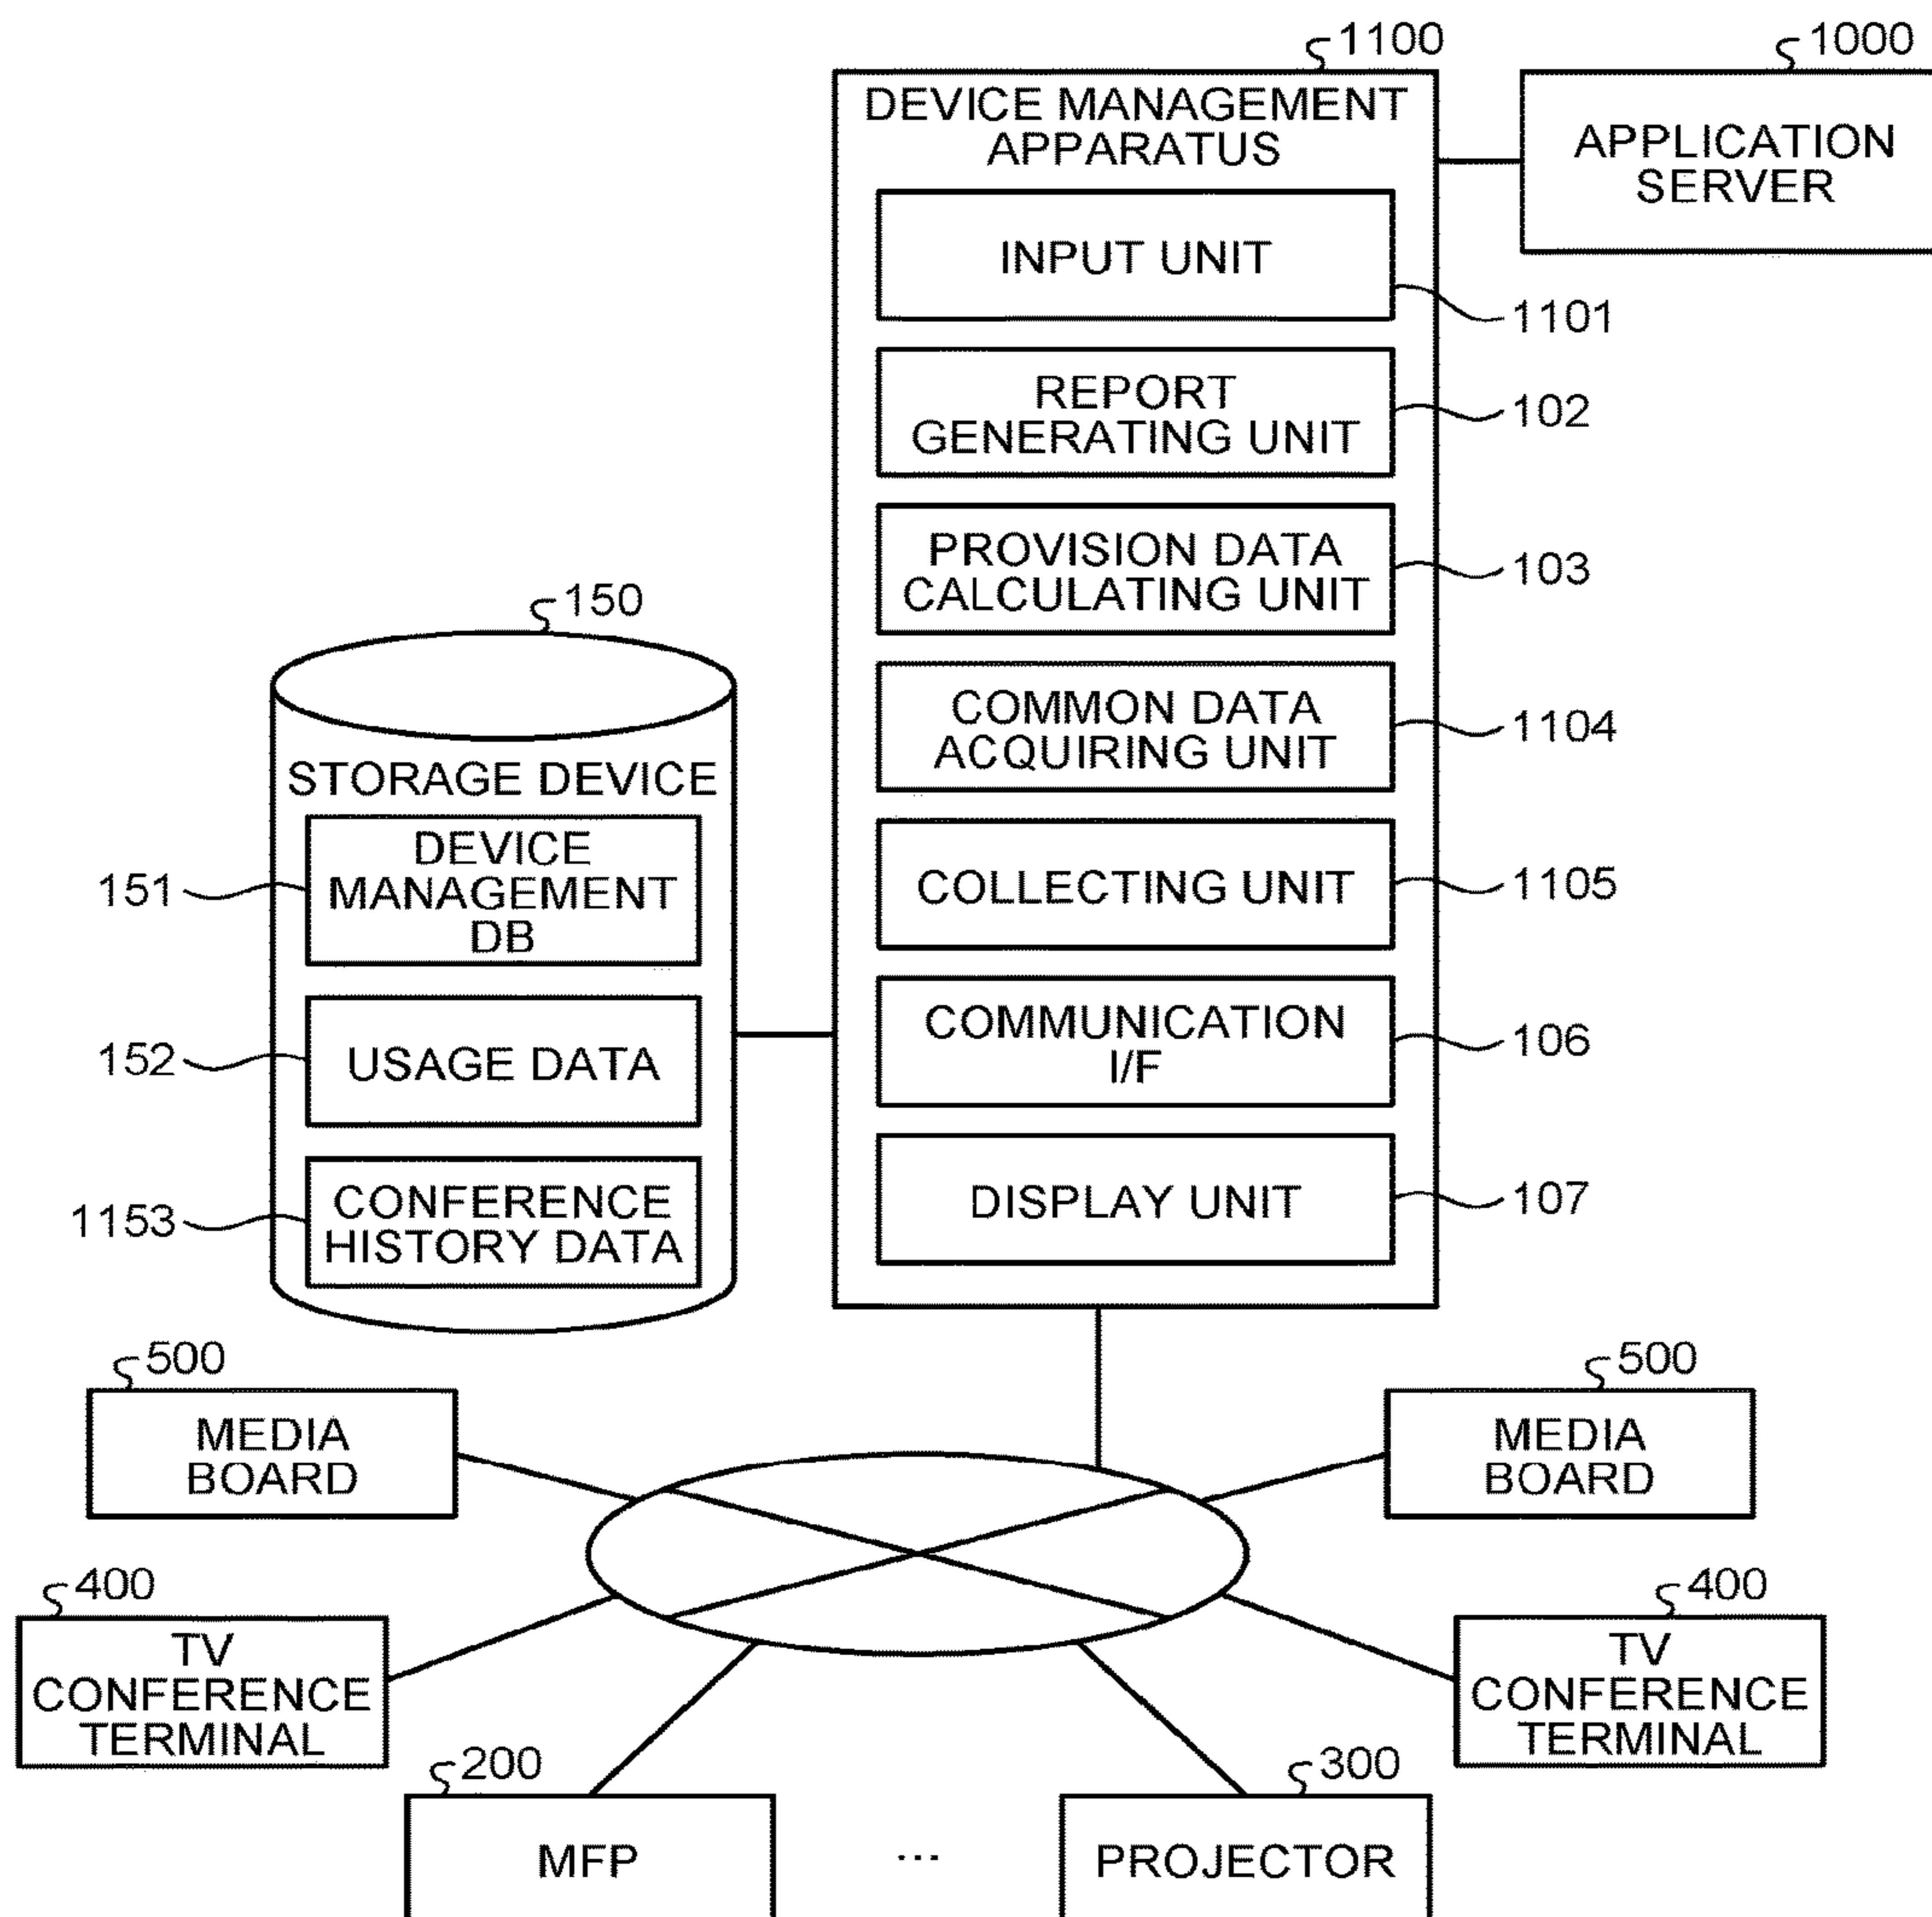 1100
1000
DEVICE MANAGEMENT
APPARATUS
APPLICATION
SERVER
INPUT UNIT
1101
REPORT
GENERATING UNIT
102
PROVISION DATA
CALCULATING UNIT
103
150
COMMON DATA
ACQUIRING UNIT
1104
STORAGE DEVICE
DEVICE
MANAGEMENT
DB
151
COLLECTING UNIT
1105
USAGE DATA
152
COMMUNICATION
I/F
106
CONFERENCE
HISTORY DATA
1153
DISPLAY UNIT
107
500
MEDIA
BOARD
500
MEDIA
BOARD
400
TV
CONFERENCE
TERMINAL
400
TV
CONFERENCE
TERMINAL
200
MFP
...
300
PROJECTOR